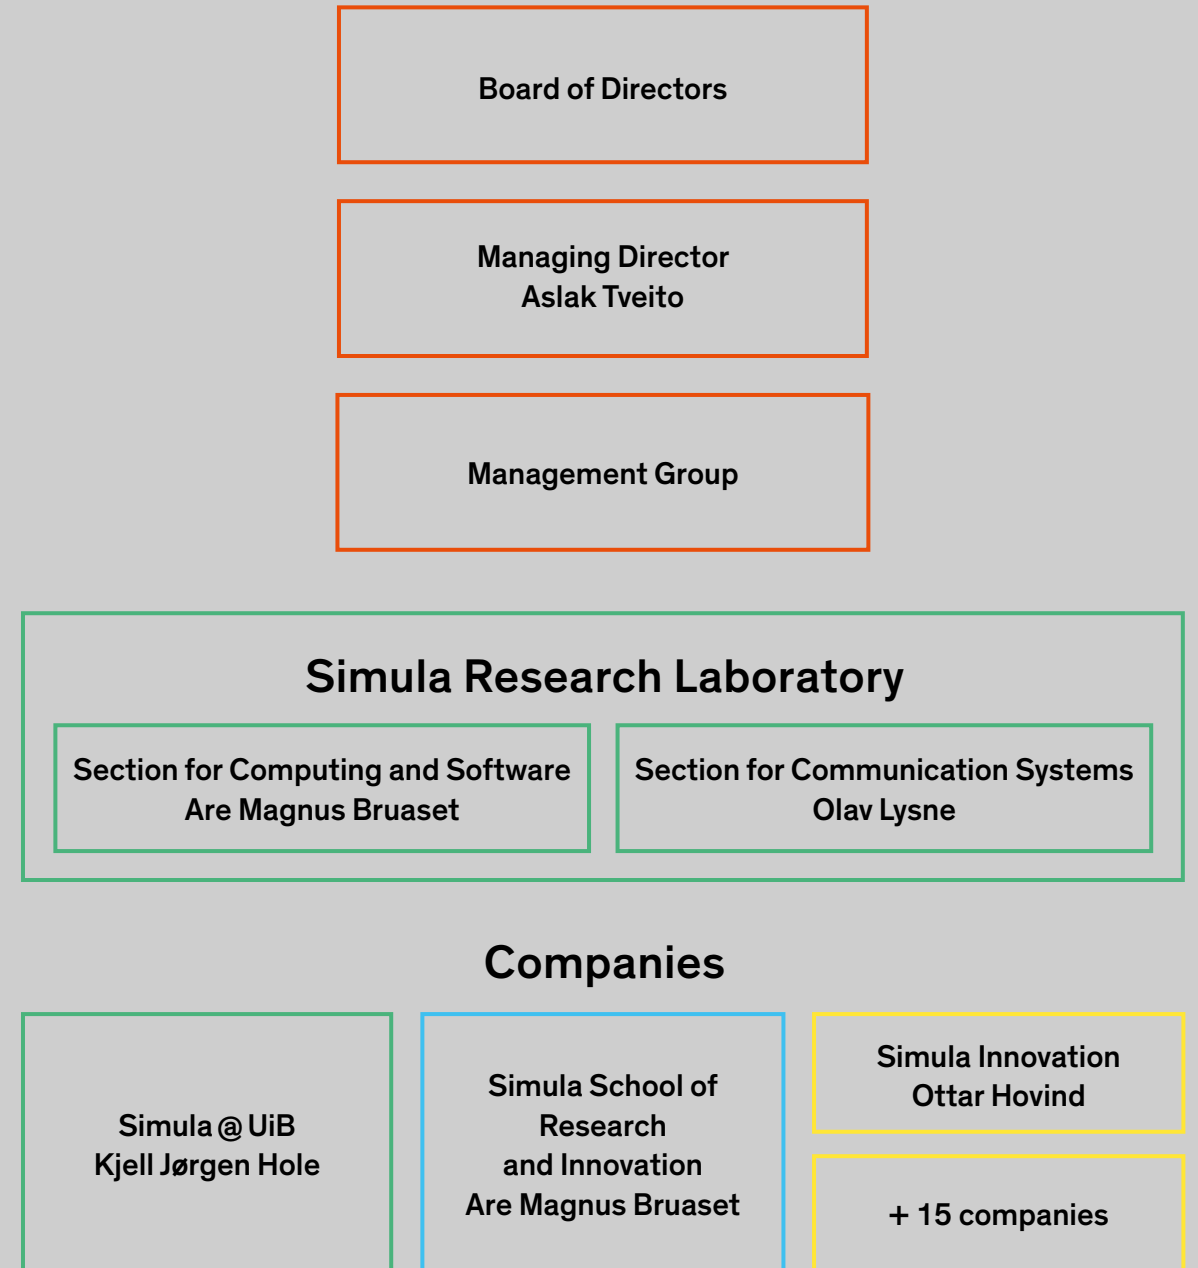 Board of Directors
Managing Director
Aslak Tveito
Management Group
Simula Research Laboratory
Section for Computing and Software
Are Magnus Bruaset
Section for Communication Systems
Olav Lysne
Companies
Simula @ UiB
Kjell Jørgen Hole
Simula School of
Research
and Innovation
Are Magnus Bruaset
Simula Innovation
Ottar Hovind
+ 15 companies